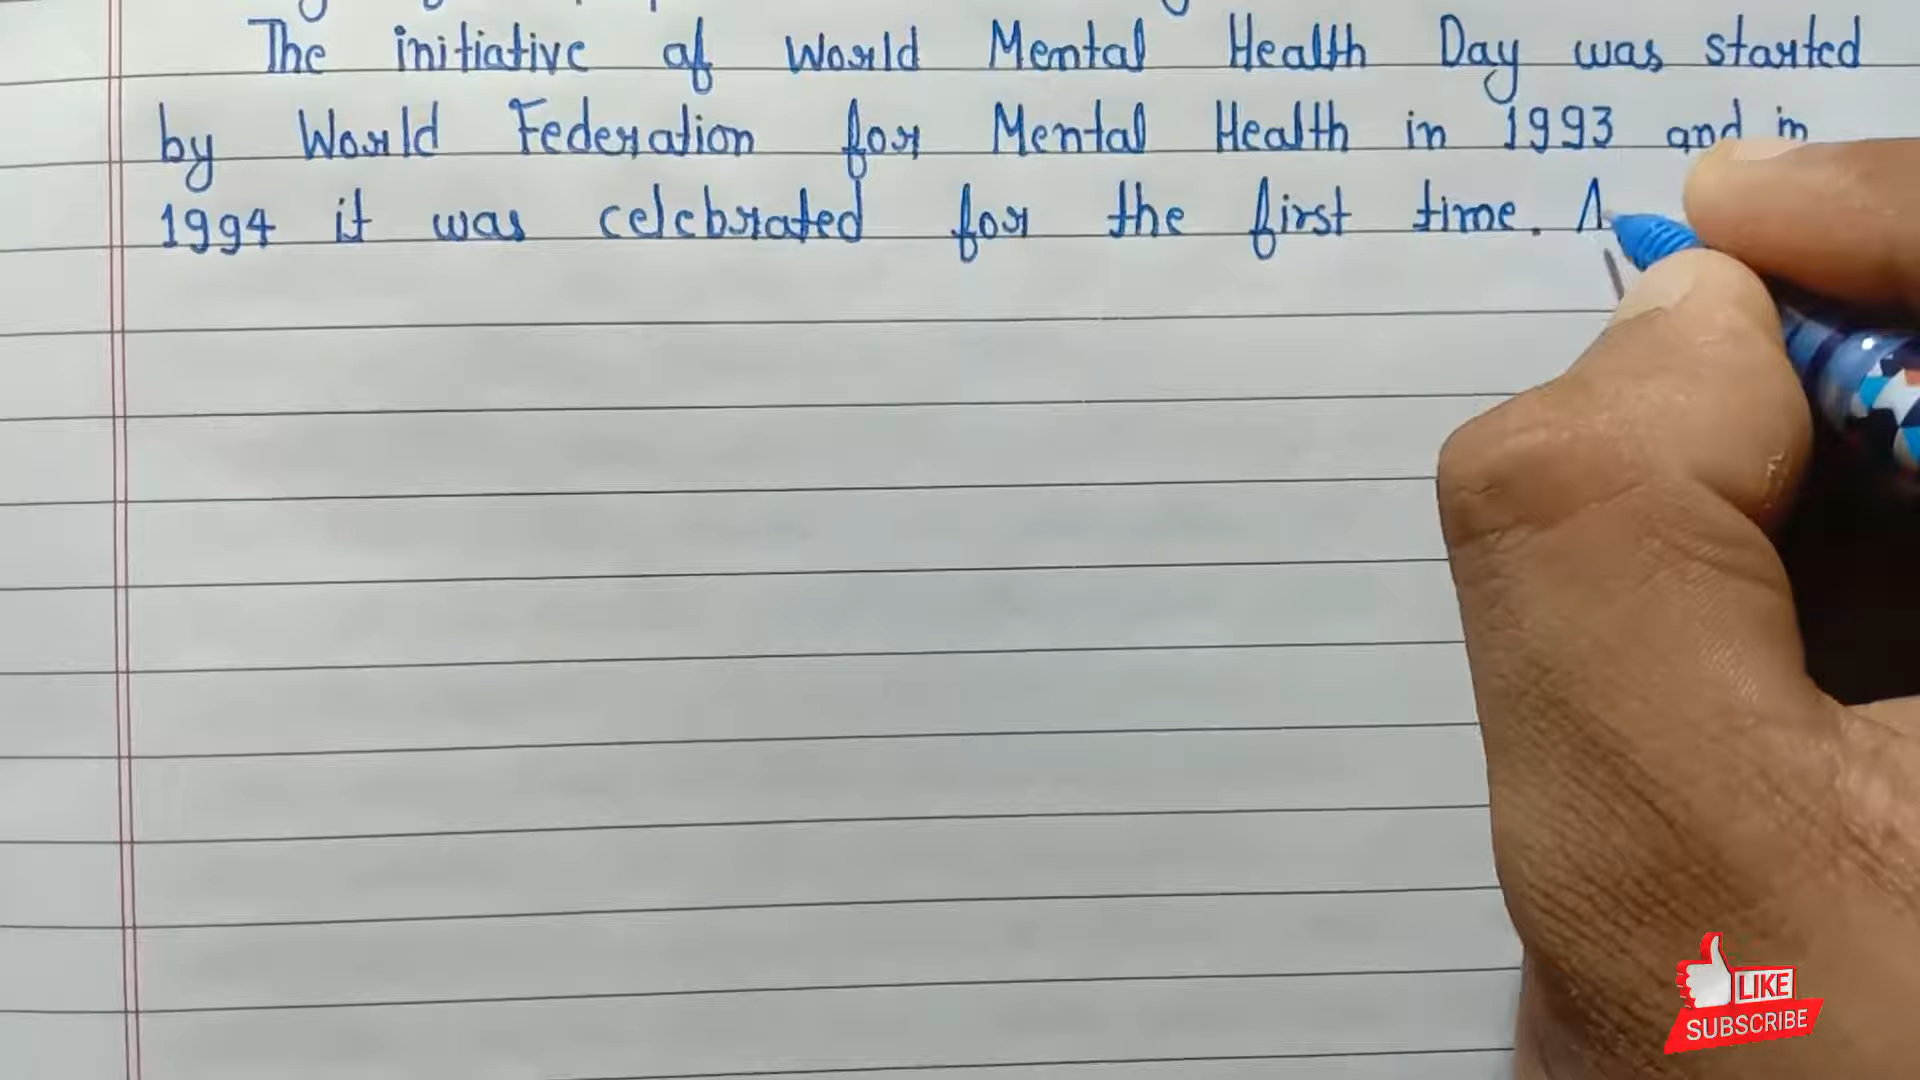 The initiative of World Mental Health Day was started
by World Federation for Mental Health in 1993 and in
1994 it was celebrated for the first time.
LIKE
SUBSCRIBE